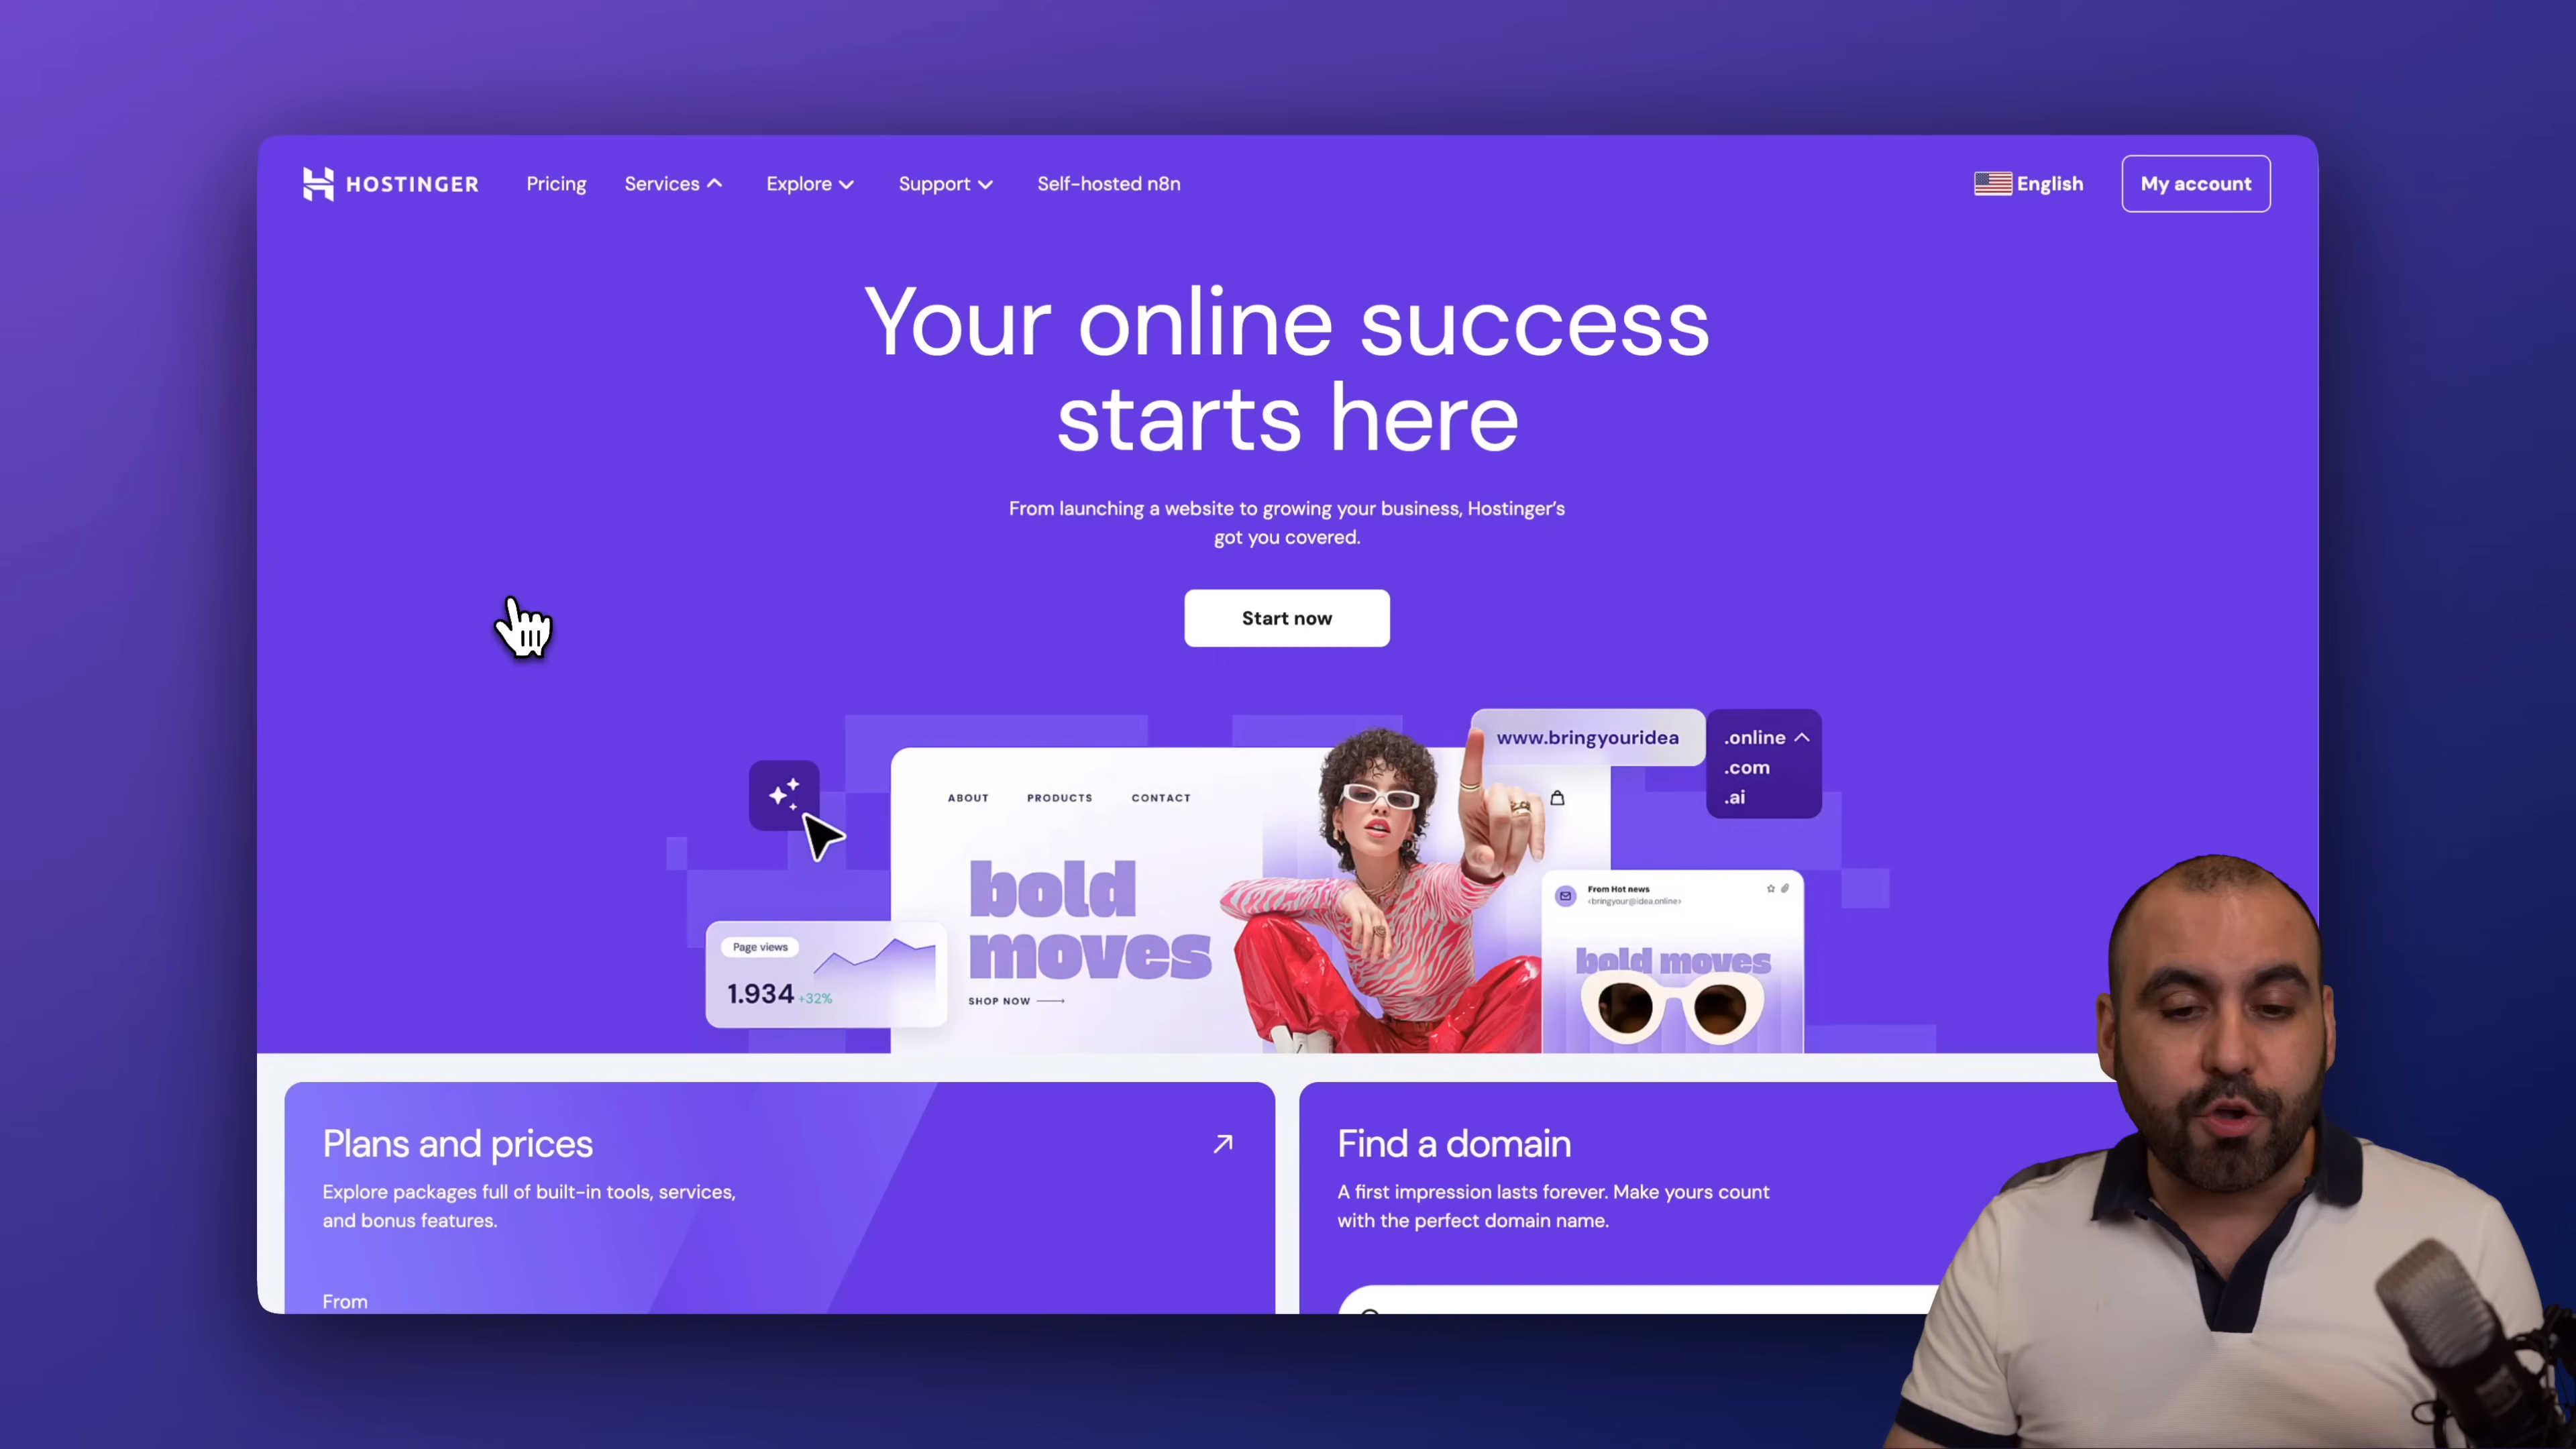 HOSTINGER
Pricing
Services
Explore
Support
Self-hosted n8n
English
My account
Your online success
starts here
From launching a website to growing your business, Hostinger's
got you covered.
Start now
www.bringyouridea
.online
.com
.ai
ABOUT
PRODUCTS
CONTACT
bold
moves
SHOP NOW
Page views
1.934 +32%
From Hot news
<bringyour@idea.online>
bold moves
Plans and prices
Explore packages full of built-in tools, services,
and bonus features.
From
Find a domain
A first impression lasts forever. Make yours count
with the perfect domain name.